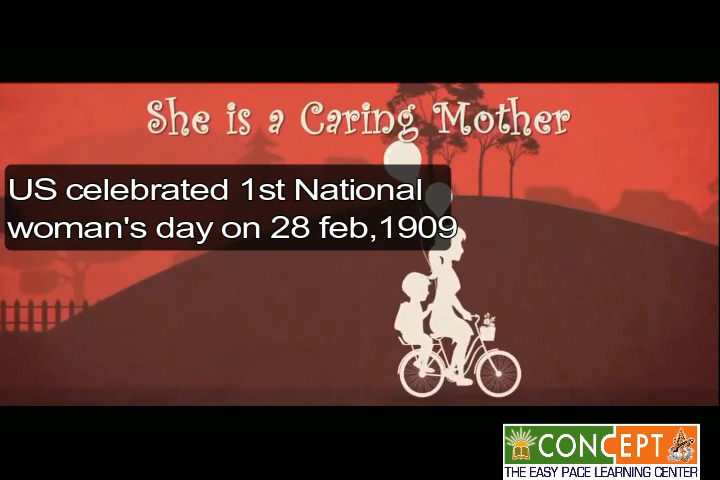 She is a Caring Mother
US celebrated 1st National
woman's day on 28 feb,1909
CONCEPT
THE EASY PACE LEARNING CENTER